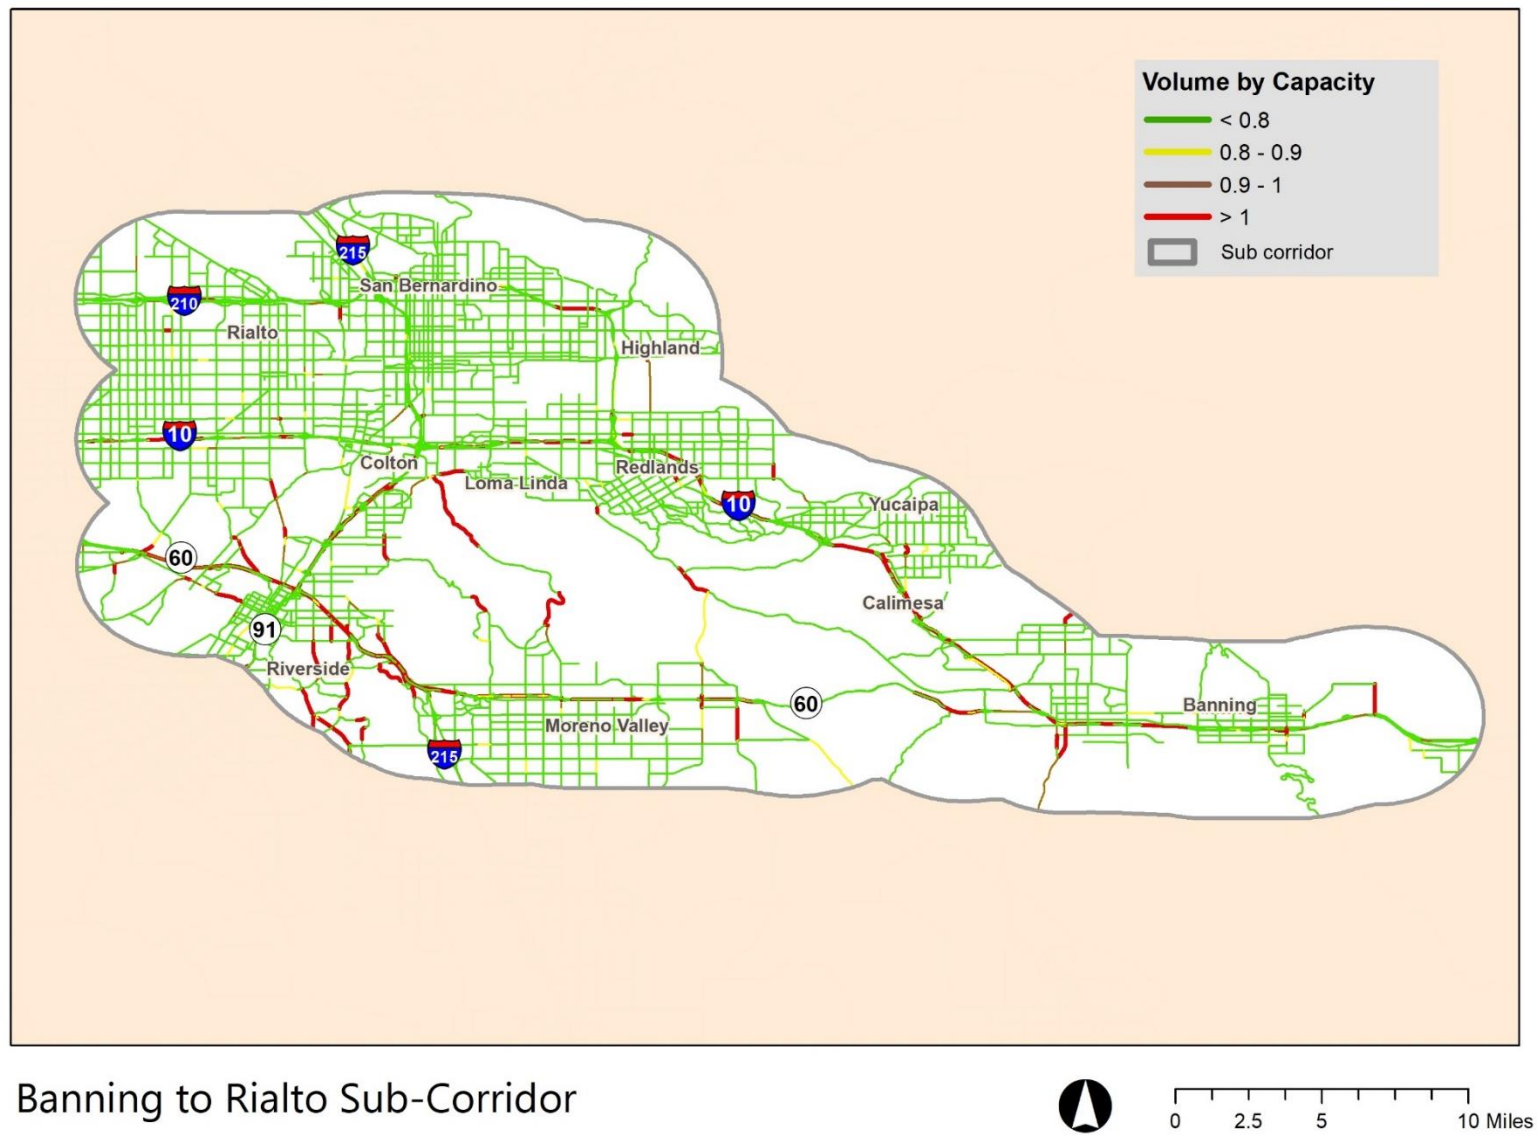 Volume by Capacity
< 0.8
0.8 - 0.9
0.9 - 1
> 1
Sub corridor
215
San Bernardino
210
Rialto
Highland
10
Colton
Redlands
Loma Linda
10
Yucaipa
60
Calimesa
91
Riverside
60
Banning
Moreno Valley
215
Banning to Rialto Sub-Corridor
0 2.5 5 10 Miles